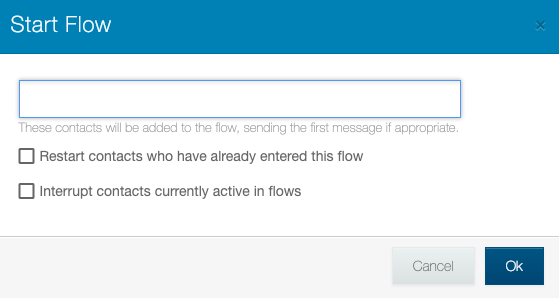 Start Flow
These contacts will be added to the flow, sending the first message if appropriate.
Restart contacts who have already entered this flow
Interrupt contacts currently active in flows
Cancel Ok